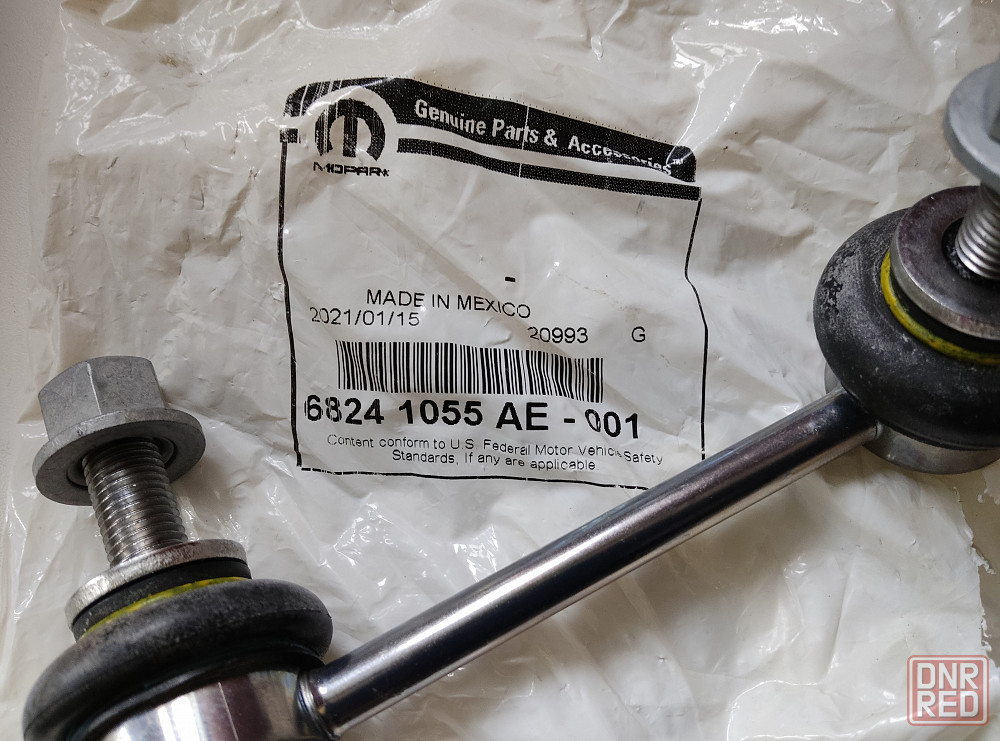 Genuine Parts & Accessories
MOPAR
-
MADE IN MEXICO
2021/01/15
20993 G
6824 1055 AE - 001
Content conform to U.S. Federal Motor Vehicle Safety
Standards, If any are applicable
DNR
RED